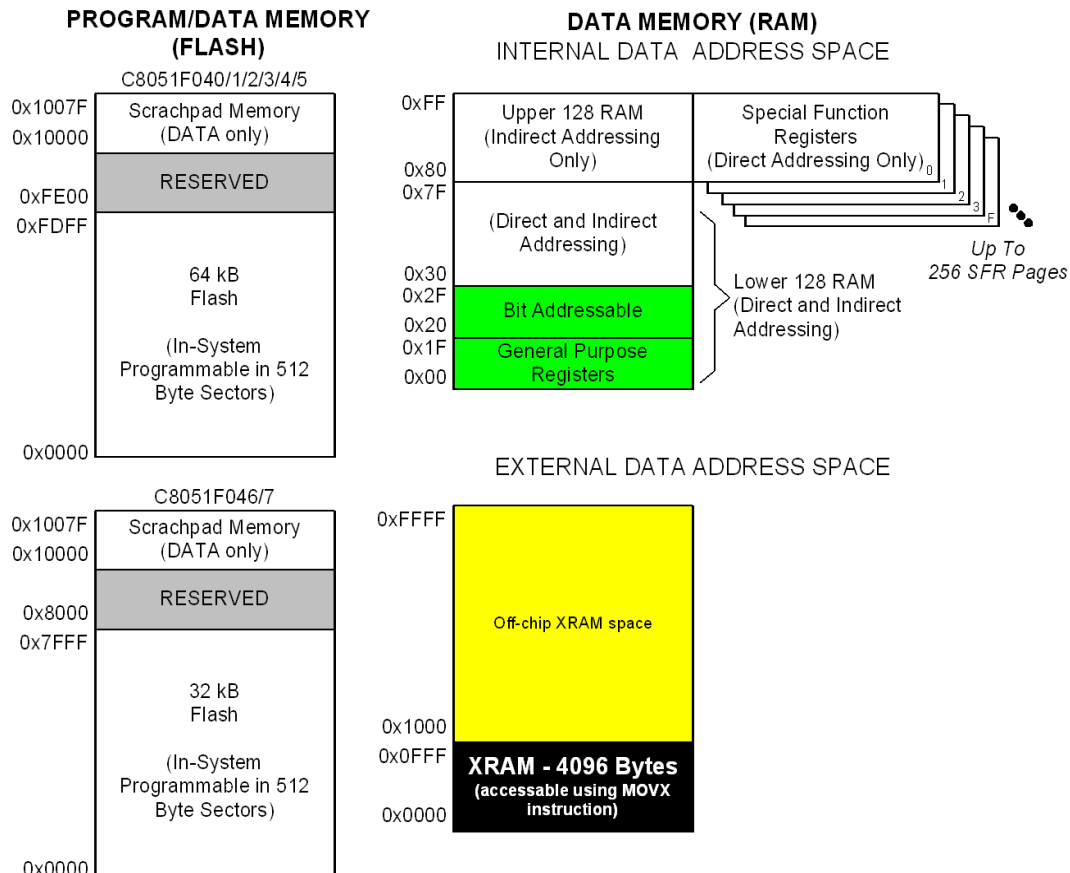 PROGRAM/DATA MEMORY
(FLASH)
C8051F040/1/2/3/4/5
0x1007F
0x10000
Scrachpad Memory
(DATA only)
RESERVED
0xFE00
0xFDFF
64 kB
Flash
(In-System
Programmable in 512
Byte Sectors)
0x0000
C8051F046/7
0x1007F
0x10000
Scrachpad Memory
(DATA only)
RESERVED
0x8000
0x7FFF
32 kB
Flash
(In-System
Programmable in 512
Byte Sectors)
0x0000
DATA MEMORY (RAM)
INTERNAL DATA ADDRESS SPACE
0xFF
Upper 128 RAM
(Indirect Addressing
Only)
0x80
Special Function
Registers
(Direct Addressing Only)
0
1
2
3
F
Up To
256 SFR Pages
0x7F
(Direct and Indirect
Addressing)
0x30
0x2F
Bit Addressable
0x20
0x1F
General Purpose
Registers
0x00
Lower 128 RAM
(Direct and Indirect
Addressing)
EXTERNAL DATA ADDRESS SPACE
0xFFFF
Off-chip XRAM space
0x1000
0x0FFF
XRAM - 4096 Bytes
(accessable using MOVX
instruction)
0x0000